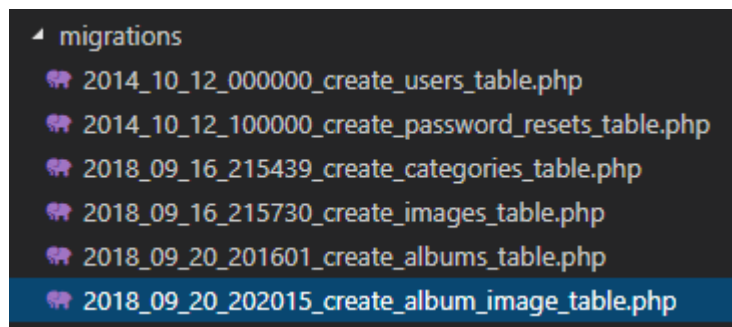 migrations
2014_10_12_000000_create_users_table.php
2014_10_12_100000_create_password_resets_table.php
2018_09_16_215439_create_categories_table.php
2018_09_16_215730_create_images_table.php
2018_09_20_201601_create_albums_table.php
2018_09_20_202015_create_album_image_table.php